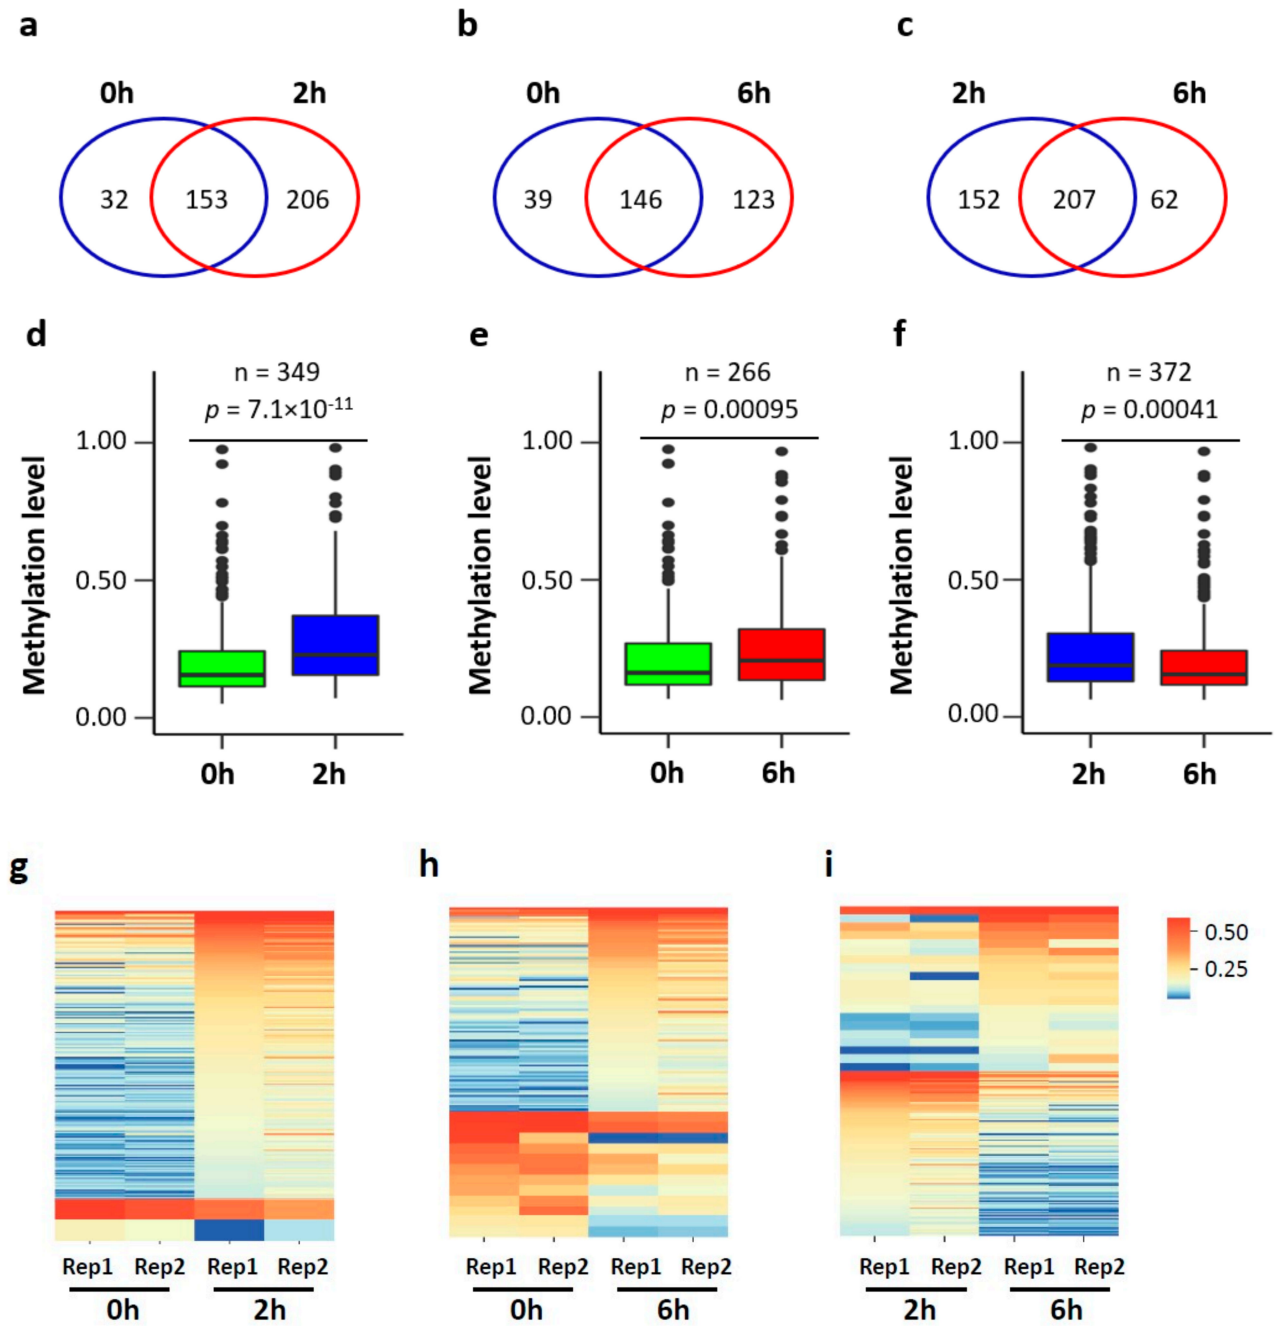 a
b
c
0h
2h
0h
6h
2h
6h
32
153
206
39
146
123
152
207
62
d
e
f
n = 349
p = 7.1×10⁻¹¹
1.00
0.50
0.00
Methylation level
0h
2h
n = 266
p = 0.00095
1.00
0.50
0.00
Methylation level
0h
6h
n = 372
p = 0.00041
1.00
0.50
0.00
Methylation level
2h
6h
g
h
i
0.50
0.25
Rep1 Rep2 Rep1 Rep2
0h 2h
Rep1 Rep2 Rep1 Rep2
0h 6h
Rep1 Rep2 Rep1 Rep2
2h 6h